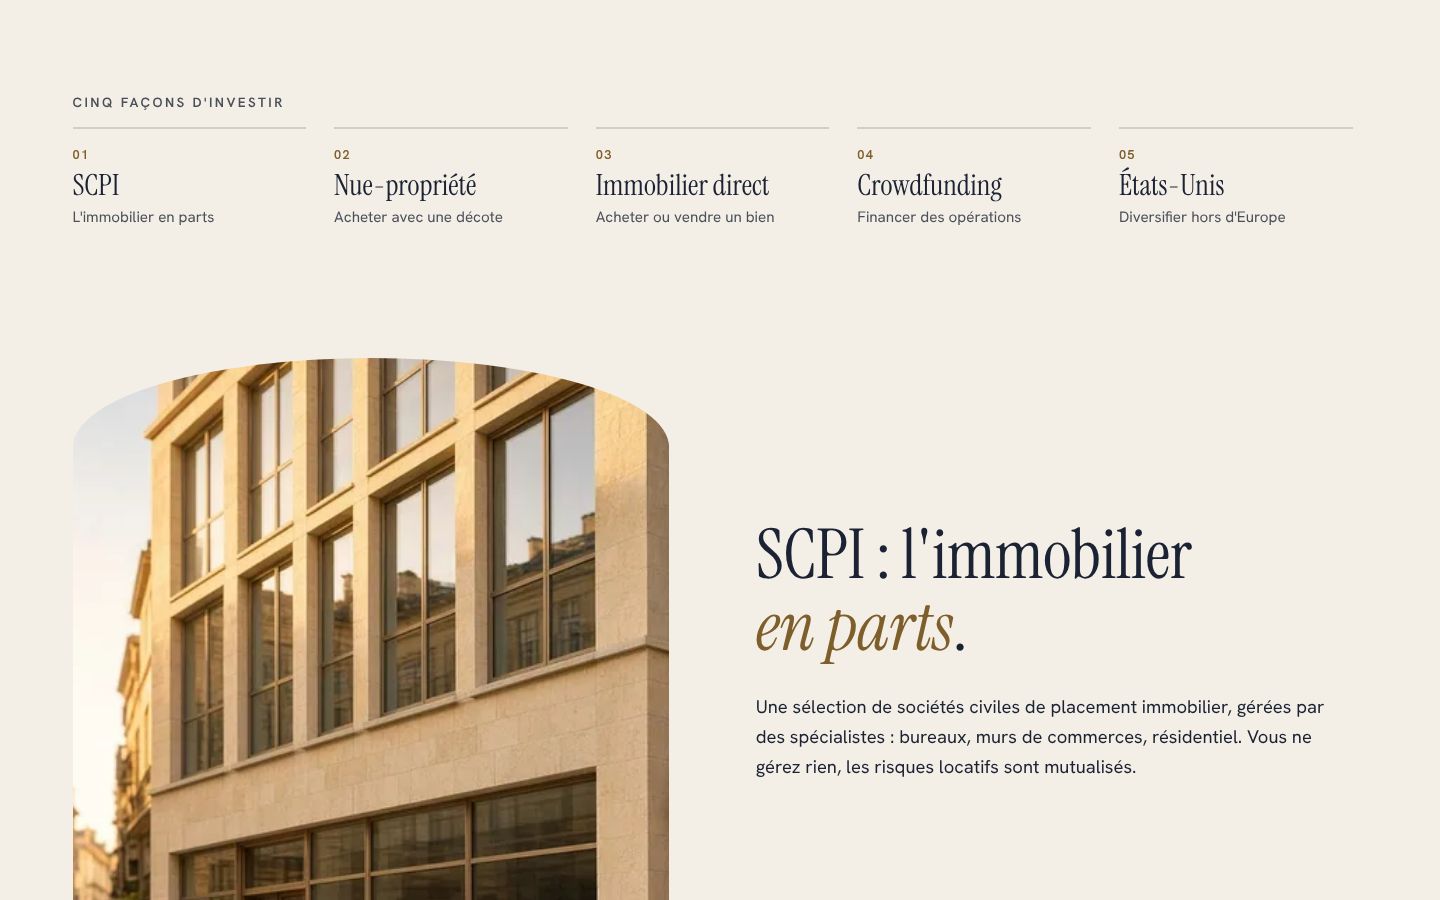 CINQ FAÇONS D'INVESTIR
01
SCPI
L'immobilier en parts
02
Nue-propriété
Acheter avec une décote
03
Immobilier direct
Acheter ou vendre un bien
04
Crowdfunding
Financer des opérations
05
États-Unis
Diversifier hors d'Europe
SCPI : l'immobilier
en parts.
Une sélection de sociétés civiles de placement immobilier, gérées par
des spécialistes : bureaux, murs de commerces, résidentiel. Vous ne
gérez rien, les risques locatifs sont mutualisés.